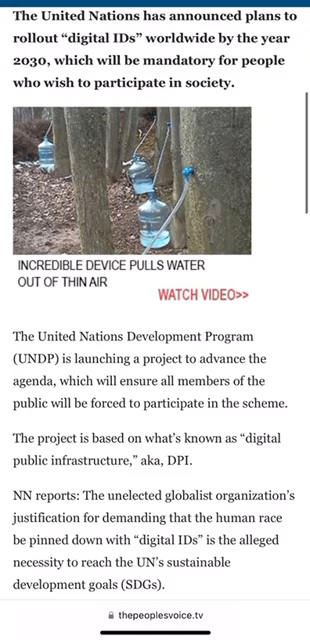 The United Nations has announced plans to
rollout “digital IDs” worldwide by the year
2030, which will be mandatory for people
who wish to participate in society.
INCREDIBLE DEVICE PULLS WATER
OUT OF THIN AIR
WATCH VIDEO>>
The United Nations Development Program
(UNDP) is launching a project to advance the
agenda, which will ensure all members of the
public will be forced to participate in the scheme.
The project is based on what’s known as “digital
public infrastructure,” aka, DPI.
NN reports: The unelected globalist organization’s
justification for demanding that the human race
be pinned down with “digital IDs” is the alleged
necessity to reach the UN’s sustainable
development goals (SDGs).
thepeoplesvoice.tv